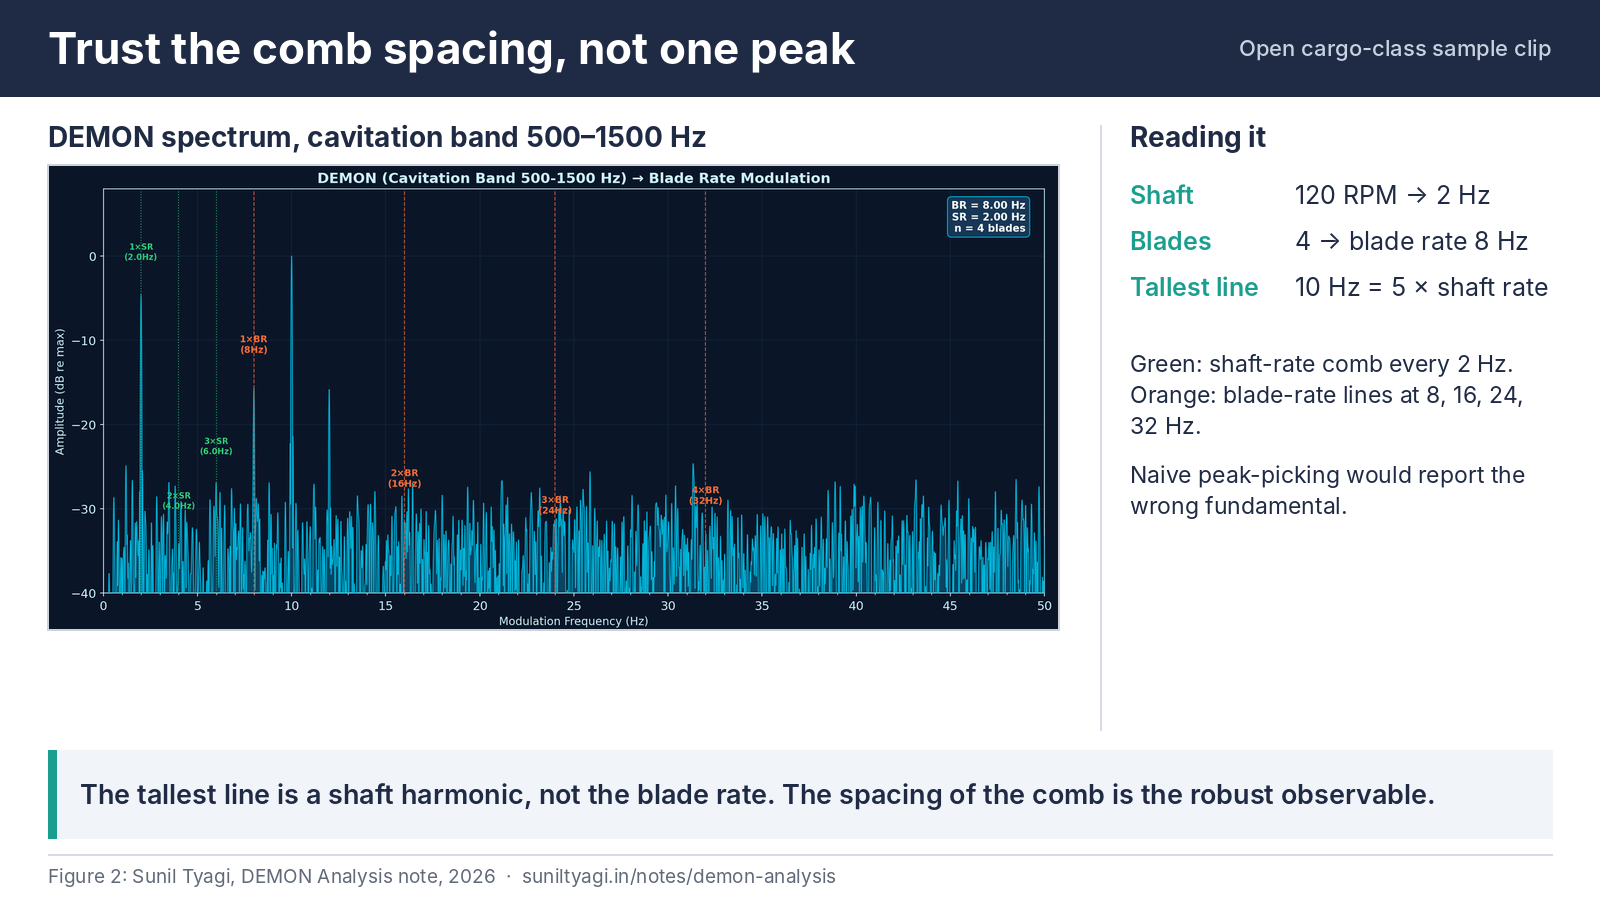 Trust the comb spacing, not one peak
Open cargo-class sample clip
DEMON spectrum, cavitation band 500–1500 Hz
DEMON (Cavitation Band 500-1500 Hz) → Blade Rate Modulation
BR = 8.00 Hz
SR = 2.00 Hz
n = 4 blades
1×SR
(2.0Hz)
2×SR
(4.0Hz)
3×SR
(6.0Hz)
1×BR
(8Hz)
2×BR
(16Hz)
3×BR
(24Hz)
4×BR
(32Hz)
Amplitude (dB re max)
0
−10
−20
−30
−40
0 5 10 15 20 25 30 35 40 45 50
Modulation Frequency (Hz)
Reading it
Shaft 120 RPM → 2 Hz
Blades 4 → blade rate 8 Hz
Tallest line 10 Hz = 5 × shaft rate
Green: shaft-rate comb every 2 Hz.
Orange: blade-rate lines at 8, 16, 24,
32 Hz.
Naive peak-picking would report the
wrong fundamental.
The tallest line is a shaft harmonic, not the blade rate. The spacing of the comb is the robust observable.
Figure 2: Sunil Tyagi, DEMON Analysis note, 2026 · suniltyagi.in/notes/demon-analysis